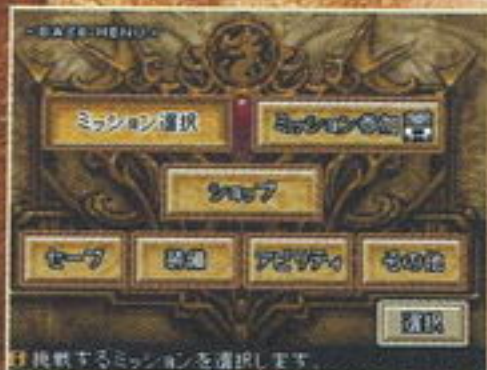 -BASE MENU-
ミッション選択
ミッション参加
ショップ
セーブ
装備
アビリティ
その他
選択
挑戦するミッションを選択します.